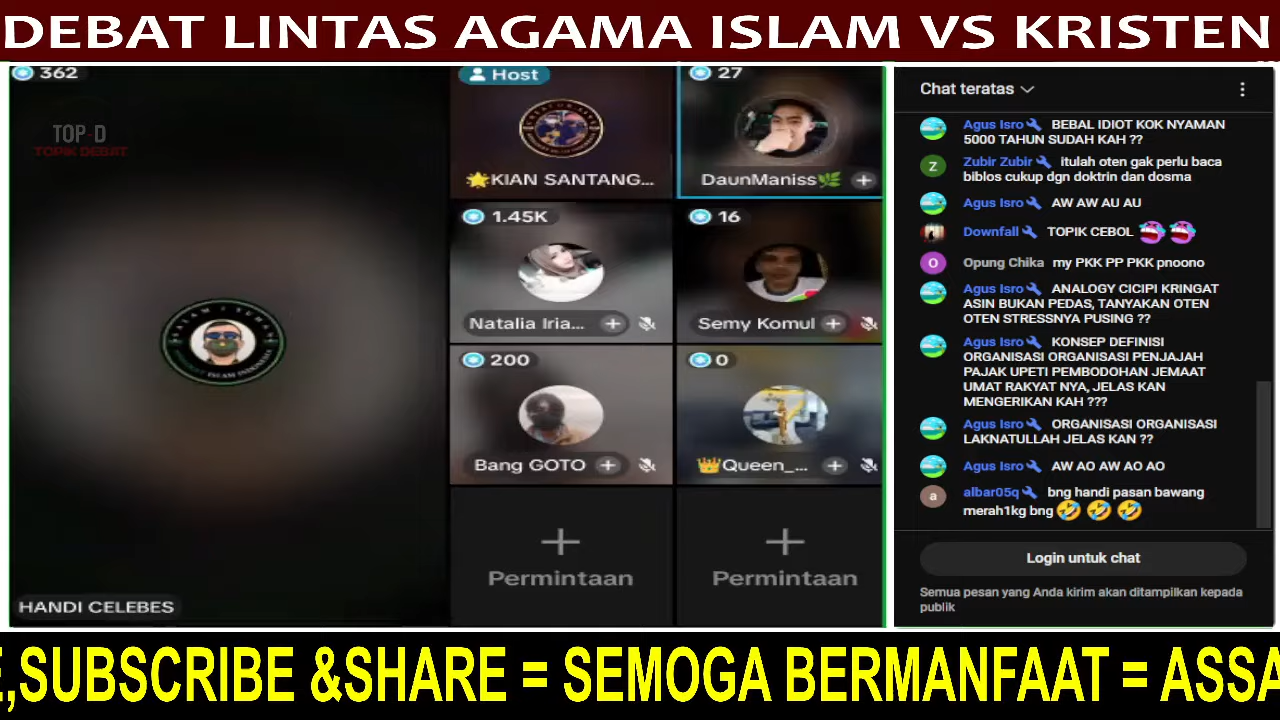 DEBAT LINTAS AGAMA ISLAM VS KRISTEN
362
TOP D
TOPIK DEBAT
HANDI CELEBES
Host
🌟KIAN SANTANG...
27
DaunManiss🌿
1.45K
Natalia Iria...
16
Semy Komul
200
Bang GOTO
0
👑Queen_...
Permintaan
Permintaan
Chat teratas
Agus Isro BEBAL IDIOT KOK NYAMAN
5000 TAHUN SUDAH KAH ??
Zubir Zubir itulah oten gak perlu baca
biblos cukup dgn doktrin dan dosma
Agus Isro AW AW AU AU
Downfall TOPIK CEBOL
Opung Chika my PKK PP PKK pnoono
Agus Isro ANALOGY CICIPI KRINGAT
ASIN BUKAN PEDAS, TANYAKAN OTEN
OTEN STRESSNYA PUSING ??
Agus Isro KONSEP DEFINISI
ORGANISASI ORGANISASI PENJAJAH
PAJAK UPETI PEMBODOHAN JEMAAT
UMAT RAKYAT NYA, JELAS KAN
MENGERIKAN KAH ???
Agus Isro ORGANISASI ORGANISASI
LAKNATULLAH JELAS KAN ??
Agus Isro AW AO AW AO AO
albar05q bng handi pasan bawang
merah1kg bng 🤣🤣🤣
Login untuk chat
Semua pesan yang Anda kirim akan ditampilkan kepada
publik
E,SUBSCRIBE &SHARE = SEMOGA BERMANFAAT = ASSA